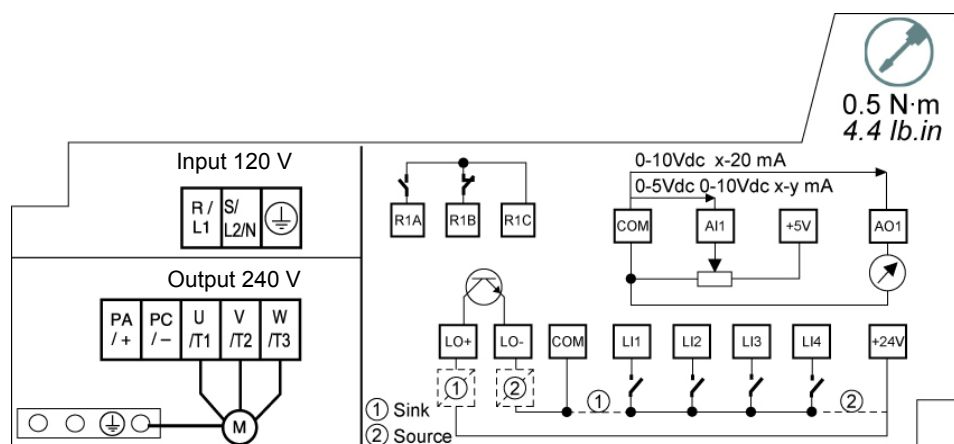 0.5 N·m
4.4 lb.in
Input 120 V
R / L1
S/ L2/N
Output 240 V
PA / +
PC / –
U /T1
V /T2
W /T3
M
R1A
R1B
R1C
0-10Vdc x-20 mA
0-5Vdc 0-10Vdc x-y mA
COM
AI1
+5V
AO1
LO+
LO-
COM
LI1
LI2
LI3
LI4
+24V
①
②
①
②
① Sink
② Source